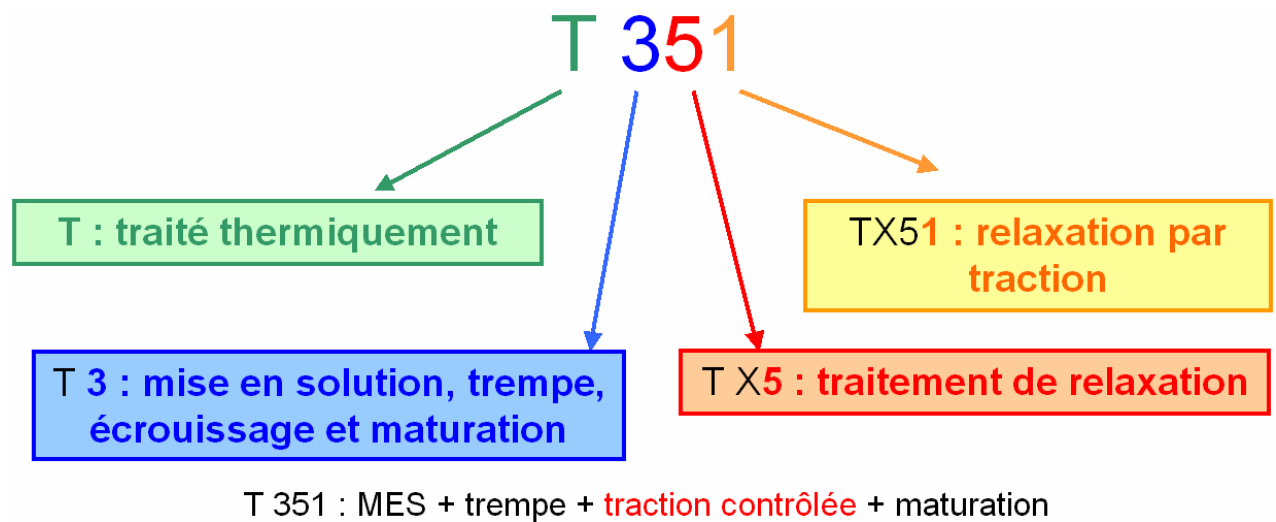 T 351
T : traité thermiquement
TX51 : relaxation par
traction
T 3 : mise en solution, trempe,
écrouissage et maturation
T X5 : traitement de relaxation
T 351 : MES + trempe + traction contrôlée + maturation